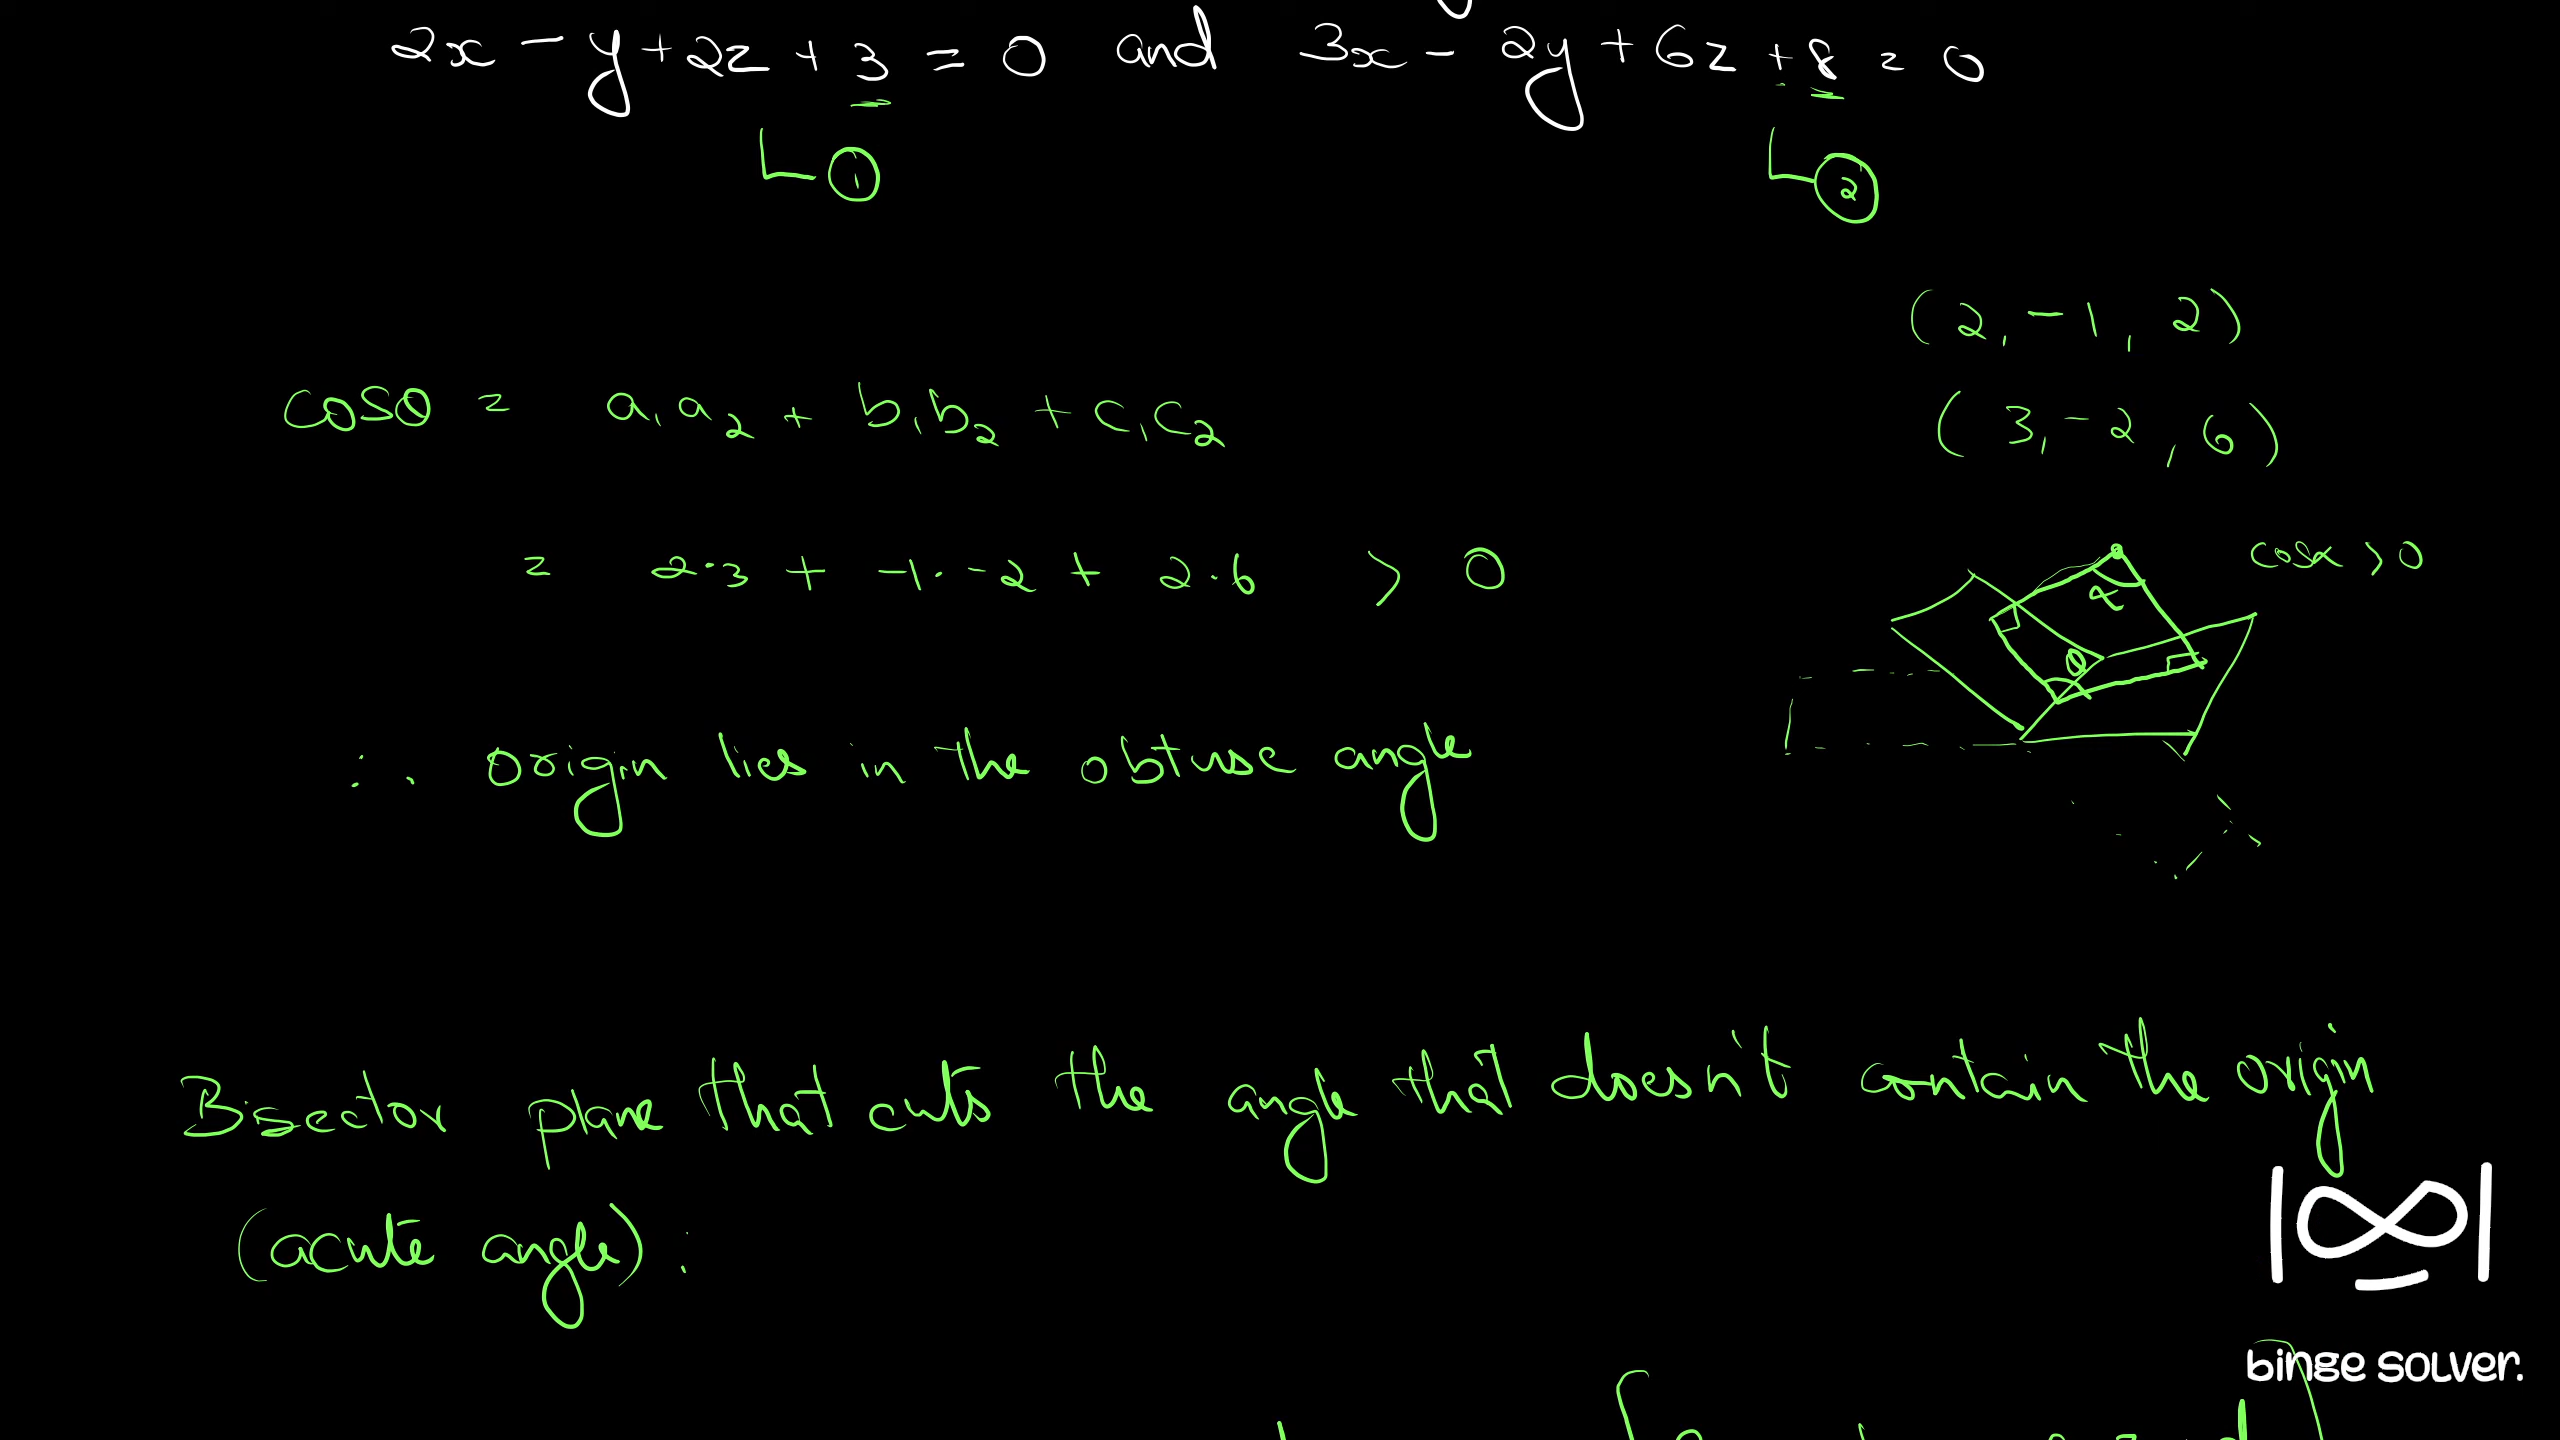 2x - y + 2z + 3 = 0 and 3x - 2y + 6z + 8 = 0
1
2
(2, -1, 2)
cosθ = a₁a₂ + b₁b₂ + c₁c₂
(3, -2, 6)
= 2·3 + -1·-2 + 2·6 > 0
cosα > 0
α
θ
∴ origin lies in the obtuse angle
Bisector plane that cuts the angle that doesn't contain the origin
(acute angle):
binge solver.